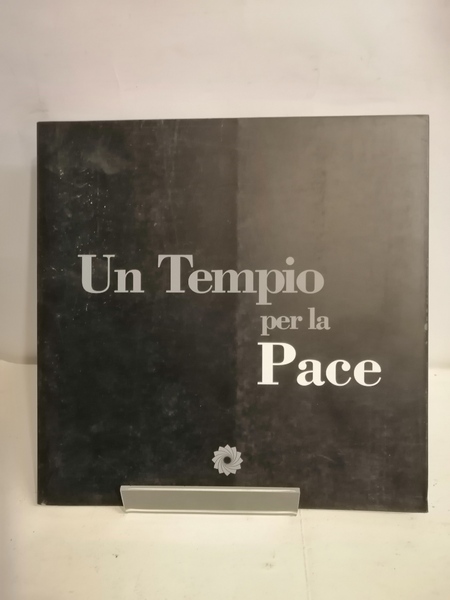 Un Tempio
per la
Pace